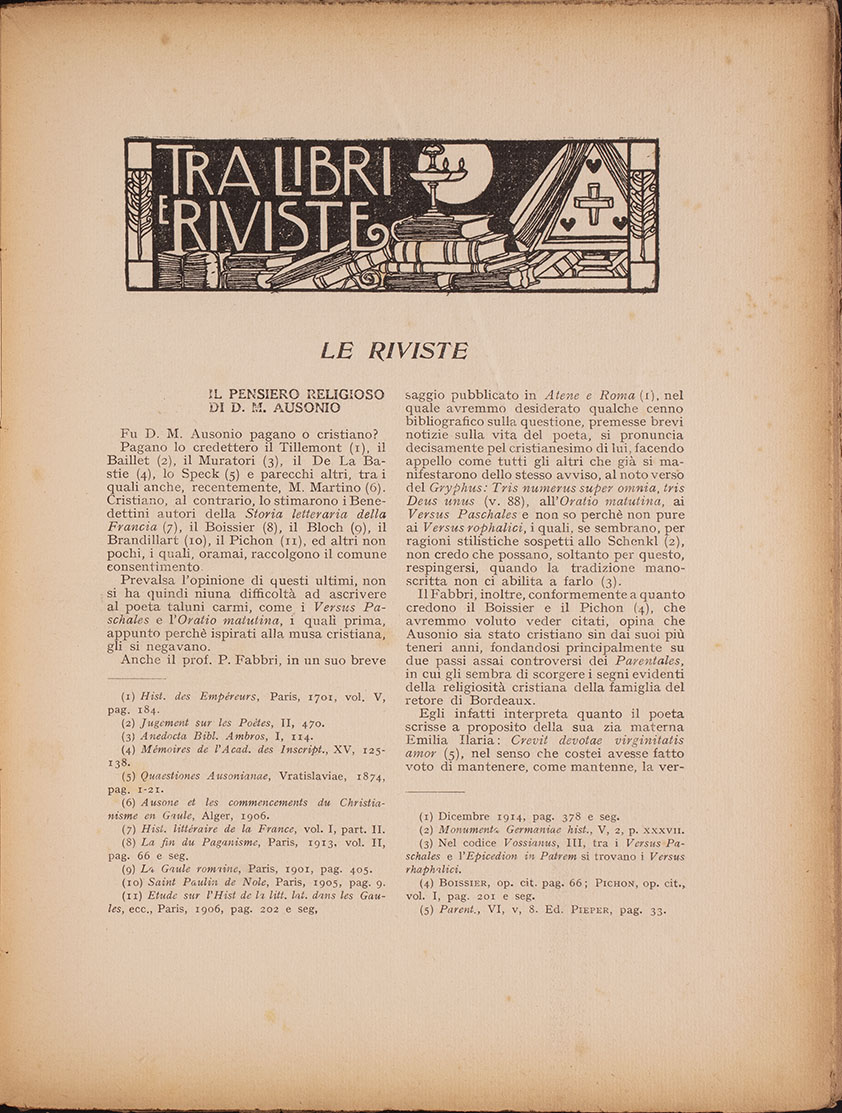 TRA LIBRI
E RIVISTE
LE RIVISTE
IL PENSIERO RELIGIOSO
DI D. M. AUSONIO
Fu D. M. Ausonio pagano o cristiano?
Pagano lo credettero il Tillemont (1), il
Baillet (2), il Muratori (3), il De La Ba-
stie (4), lo Speck (5) e parecchi altri, tra i
quali anche, recentemente, M. Martino (6).
Cristiano, al contrario, lo stimarono i Bene-
dettini autori della Storia letteraria della
Francia (7), il Boissier (8), il Bloch (9), il
Brandillart (10), il Pichon (11), ed altri non
pochi, i quali, oramai, raccolgono il comune
consentimento.
Prevalsa l'opinione di questi ultimi, non
si ha quindi niuna difficoltà ad ascrivere
al poeta taluni carmi, come i Versus Pa-
schales e l'Oratio matutina, i quali prima,
appunto perchè ispirati alla musa cristiana,
gli si negavano.
Anche il prof. P. Fabbri, in un suo breve
(1) Hist. des Empéreurs, Paris, 1701, vol. V,
pag. 184.
(2) Jugement sur les Poètes, II, 470.
(3) Anedocta Bibl. Ambros, I, 114.
(4) Mémoires de l'Acad. des Inscript., XV, 125-
138.
(5) Quaestiones Ausonianae, Vratislaviae, 1874,
pag. 1-21.
(6) Ausone et les commencements du Christia-
nisme en Gaule, Alger, 1906.
(7) Hist. littéraire de la France, vol. I, part. II.
(8) La fin du Paganisme, Paris, 1913, vol. II,
pag. 66 e seg.
(9) La Gaule romaine, Paris, 1901, pag. 405.
(10) Saint Paulin de Nole, Paris, 1905, pag. 9.
(11) Etude sur l'Hist de la litt. lat. dans les Gau-
les, ecc., Paris, 1906, pag. 202 e seg,
saggio pubblicato in Atene e Roma (1), nel
quale avremmo desiderato qualche cenno
bibliografico sulla questione, premesse brevi
notizie sulla vita del poeta, si pronuncia
decisamente pel cristianesimo di lui, facendo
appello come tutti gli altri che già si ma-
nifestarono dello stesso avviso, al noto verso
del Gryphus: Tris numerus super omnia, tris
Deus unus (v. 88), all'Oratio matutina, ai
Versus Paschales e non so perchè non pure
ai Versus rophalici, i quali, se sembrano, per
ragioni stilistiche sospetti allo Schenkl (2),
non credo che possano, soltanto per questo,
respingersi, quando la tradizione mano-
scritta non ci abilita a farlo (3).
Il Fabbri, inoltre, conformemente a quanto
credono il Boissier e il Pichon (4), che
avremmo voluto veder citati, opina che
Ausonio sia stato cristiano sin dai suoi più
teneri anni, fondandosi principalmente su
due passi assai controversi dei Parentales,
in cui gli sembra di scorgere i segni evidenti
della religiosità cristiana della famiglia del
retore di Bordeaux.
Egli infatti interpreta quanto il poeta
scrisse a proposito della sua zia materna
Emilia Ilaria: Crevit devotae virginitatis
amor (5), nel senso che costei avesse fatto
voto di mantenere, come mantenne, la ver-
(1) Dicembre 1914, pag. 378 e seg.
(2) Monumenta Germaniae hist., V, 2, p. XXXVII.
(3) Nel codice Vossianus, III, tra i Versus Pa-
schales e l'Epicedion in Patrem si trovano i Versus
rhaphalici.
(4) BOISSIER, op. cit. pag. 66; PICHON, op. cit.,
vol. I, pag. 201 e seg.
(5) Parent., VI, v, 8. Ed. PIEPER, pag. 33.